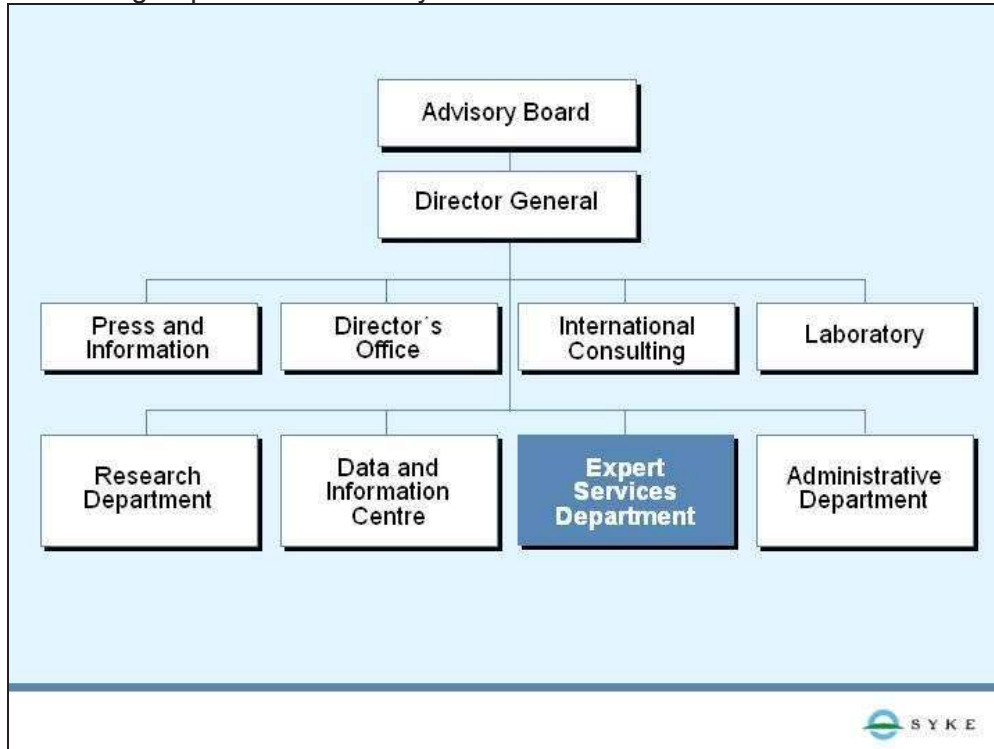 Advisory Board
Director General
Press and
Information
Director´s
Office
International
Consulting
Laboratory
Research
Department
Data and
Information
Centre
Expert
Services
Department
Administrative
Department
SYKE